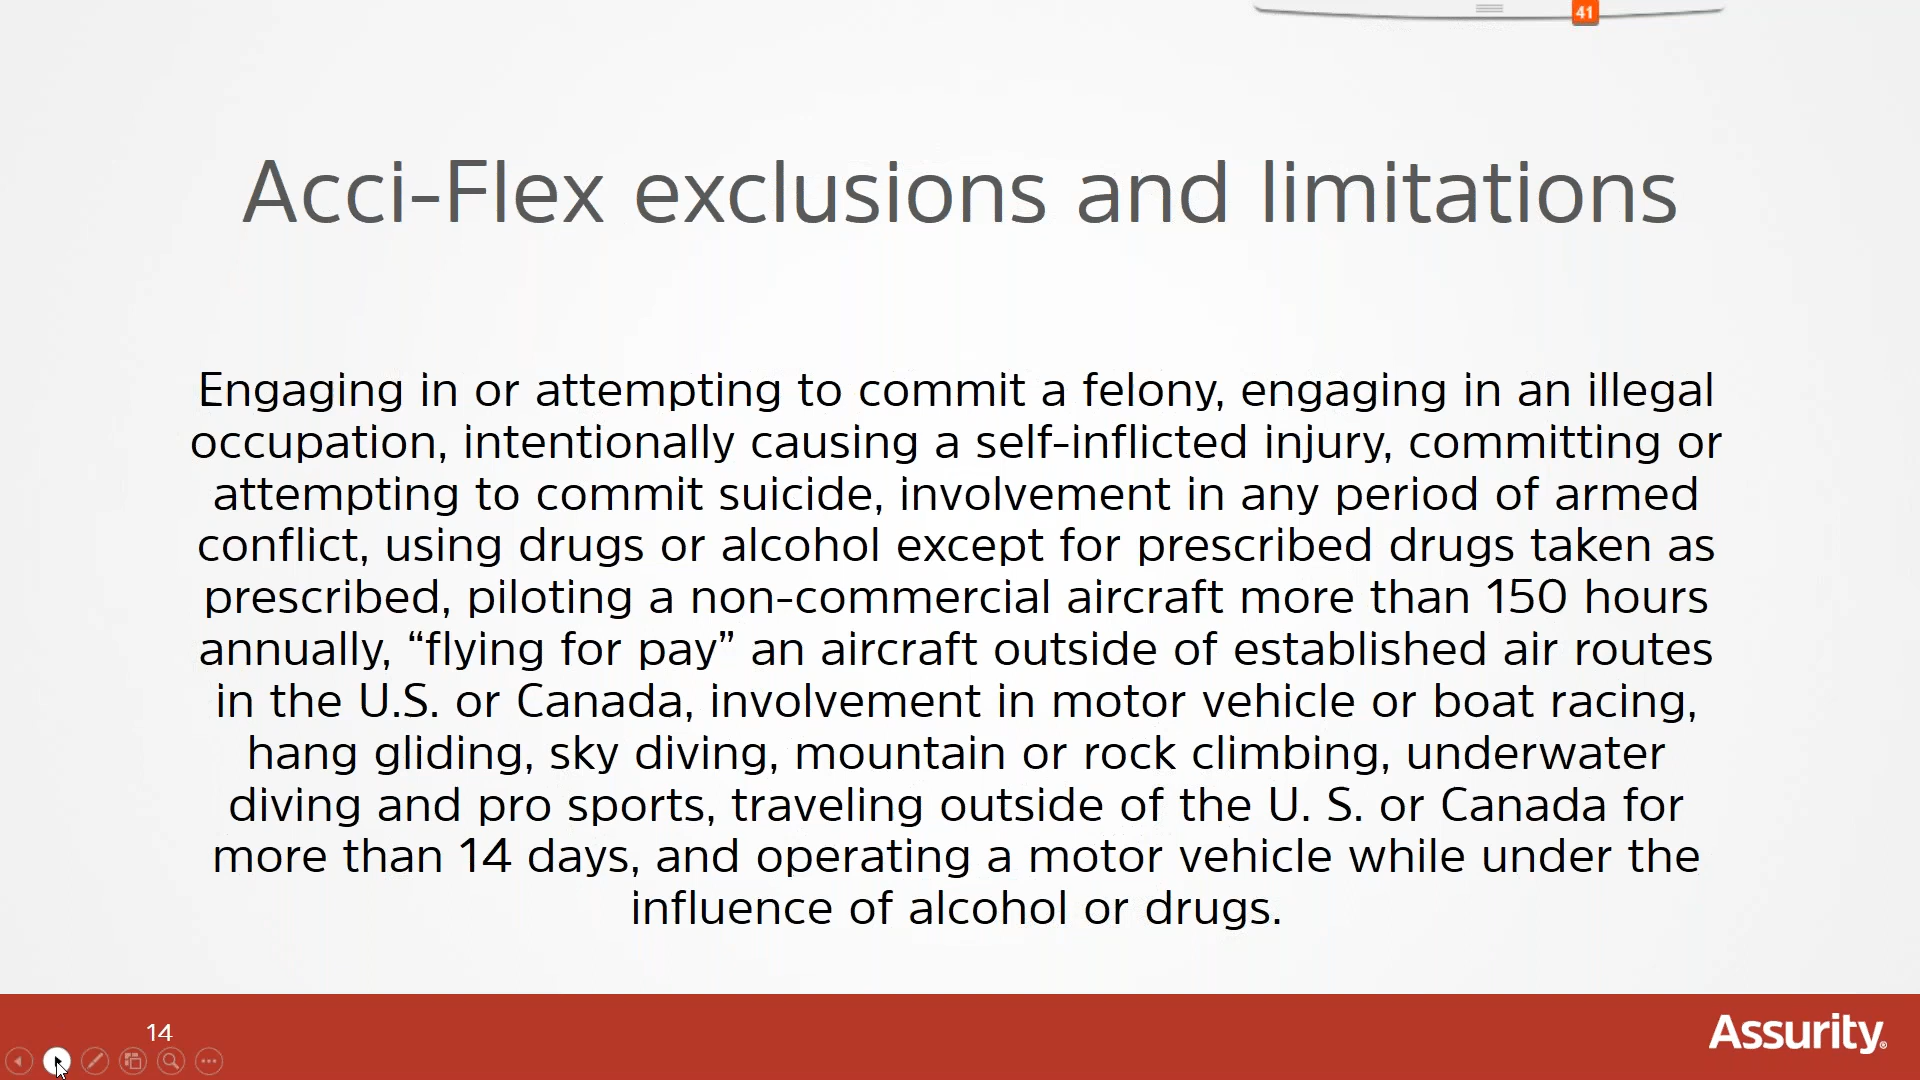 41
Acci-Flex exclusions and limitations
Engaging in or attempting to commit a felony, engaging in an illegal
occupation, intentionally causing a self-inflicted injury, committing or
attempting to commit suicide, involvement in any period of armed
conflict, using drugs or alcohol except for prescribed drugs taken as
prescribed, piloting a non-commercial aircraft more than 150 hours
annually, “flying for pay” an aircraft outside of established air routes
in the U.S. or Canada, involvement in motor vehicle or boat racing,
hang gliding, sky diving, mountain or rock climbing, underwater
diving and pro sports, traveling outside of the U. S. or Canada for
more than 14 days, and operating a motor vehicle while under the
influence of alcohol or drugs.
14
Assurity®